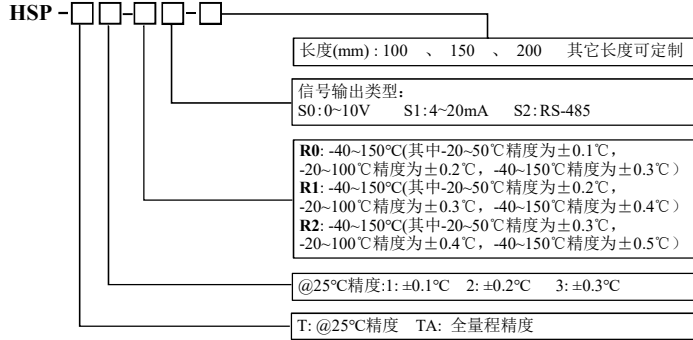 HSP -□□-□□-□
长度(mm) : 100 、 150 、 200 其它长度可定制
信号输出类型:
S0:0~10V S1:4~20mA S2:RS-485
R0: -40~150℃(其中-20~50℃精度为±0.1℃,
-20~100℃精度为±0.2℃, -40~150℃精度为±0.3℃)
R1: -40~150℃(其中-20~50℃精度为±0.2℃,
-20~100℃精度为±0.3℃, -40~150℃精度为±0.4℃)
R2: -40~150℃(其中-20~50℃精度为±0.3℃,
-20~100℃精度为±0.4℃, -40~150℃精度为±0.5℃)
@25℃精度:1: ±0.1℃ 2: ±0.2℃ 3: ±0.3℃
T: @25℃精度 TA: 全量程精度